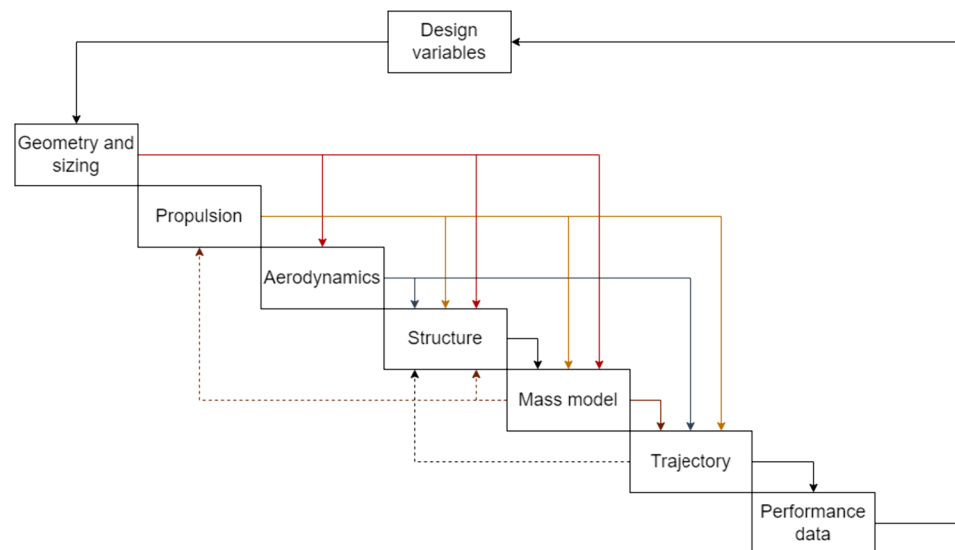 Design
variables
Geometry and
sizing
Propulsion
Aerodynamics
Structure
Mass model
Trajectory
Performance
data